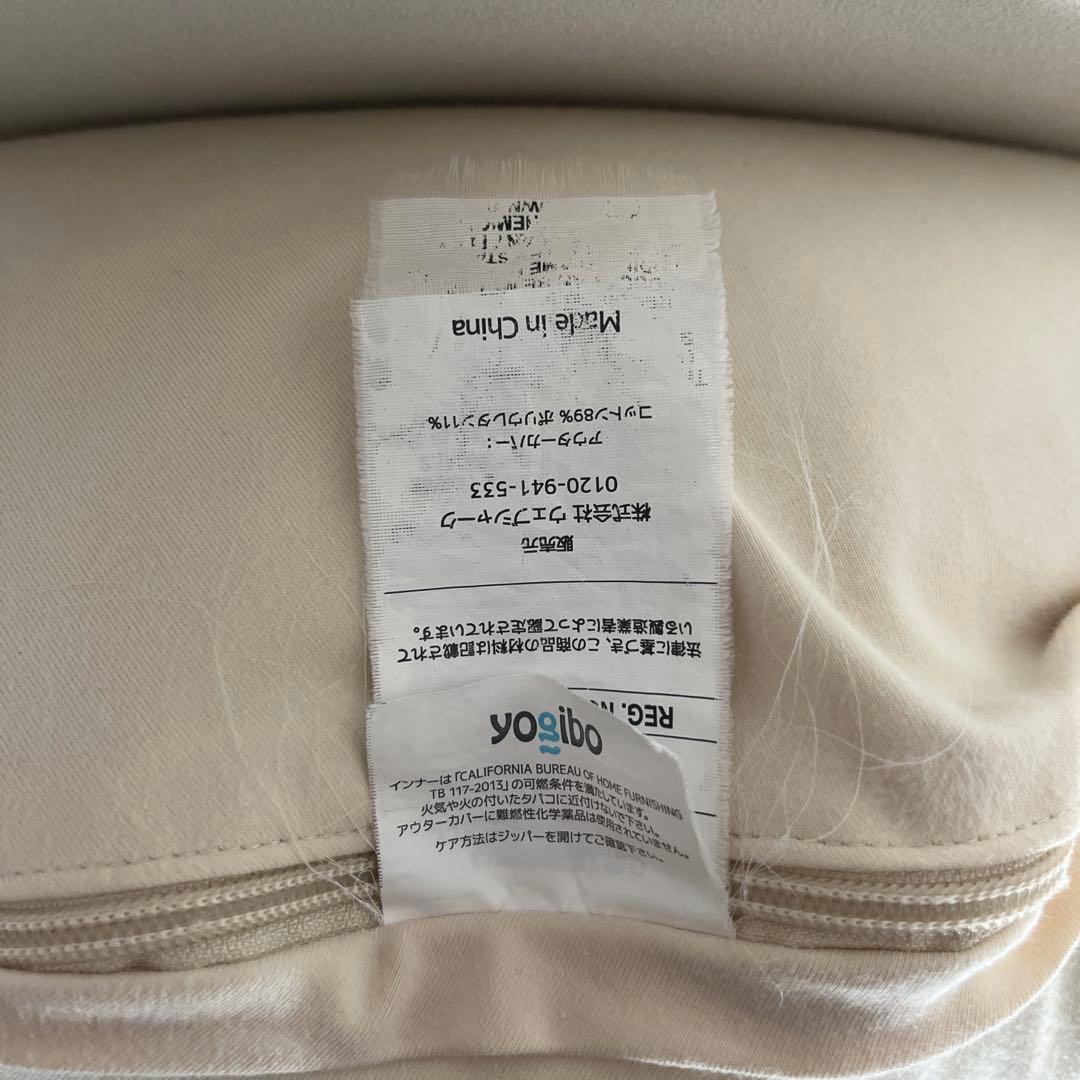 yogibo
インナーは「CALIFORNIA BUREAU OF HOME FURNISHING
TB 117-2013」の可燃条件を満たしています。
火気や火の付いたタバコに近付けないで下さい。
アウターカバーに難燃性化学薬品は使用されていません。
ケア方法はジッパーを開けてご確認下さい。
REG.
法律に基づき、この商品の材料は記載されて
いる製造業者によって認定されています。
販売元
株式会社 ウェブシャーク
0120-941-533
アウターカバー：
コットン89% ポリウレタン11%
Made in China